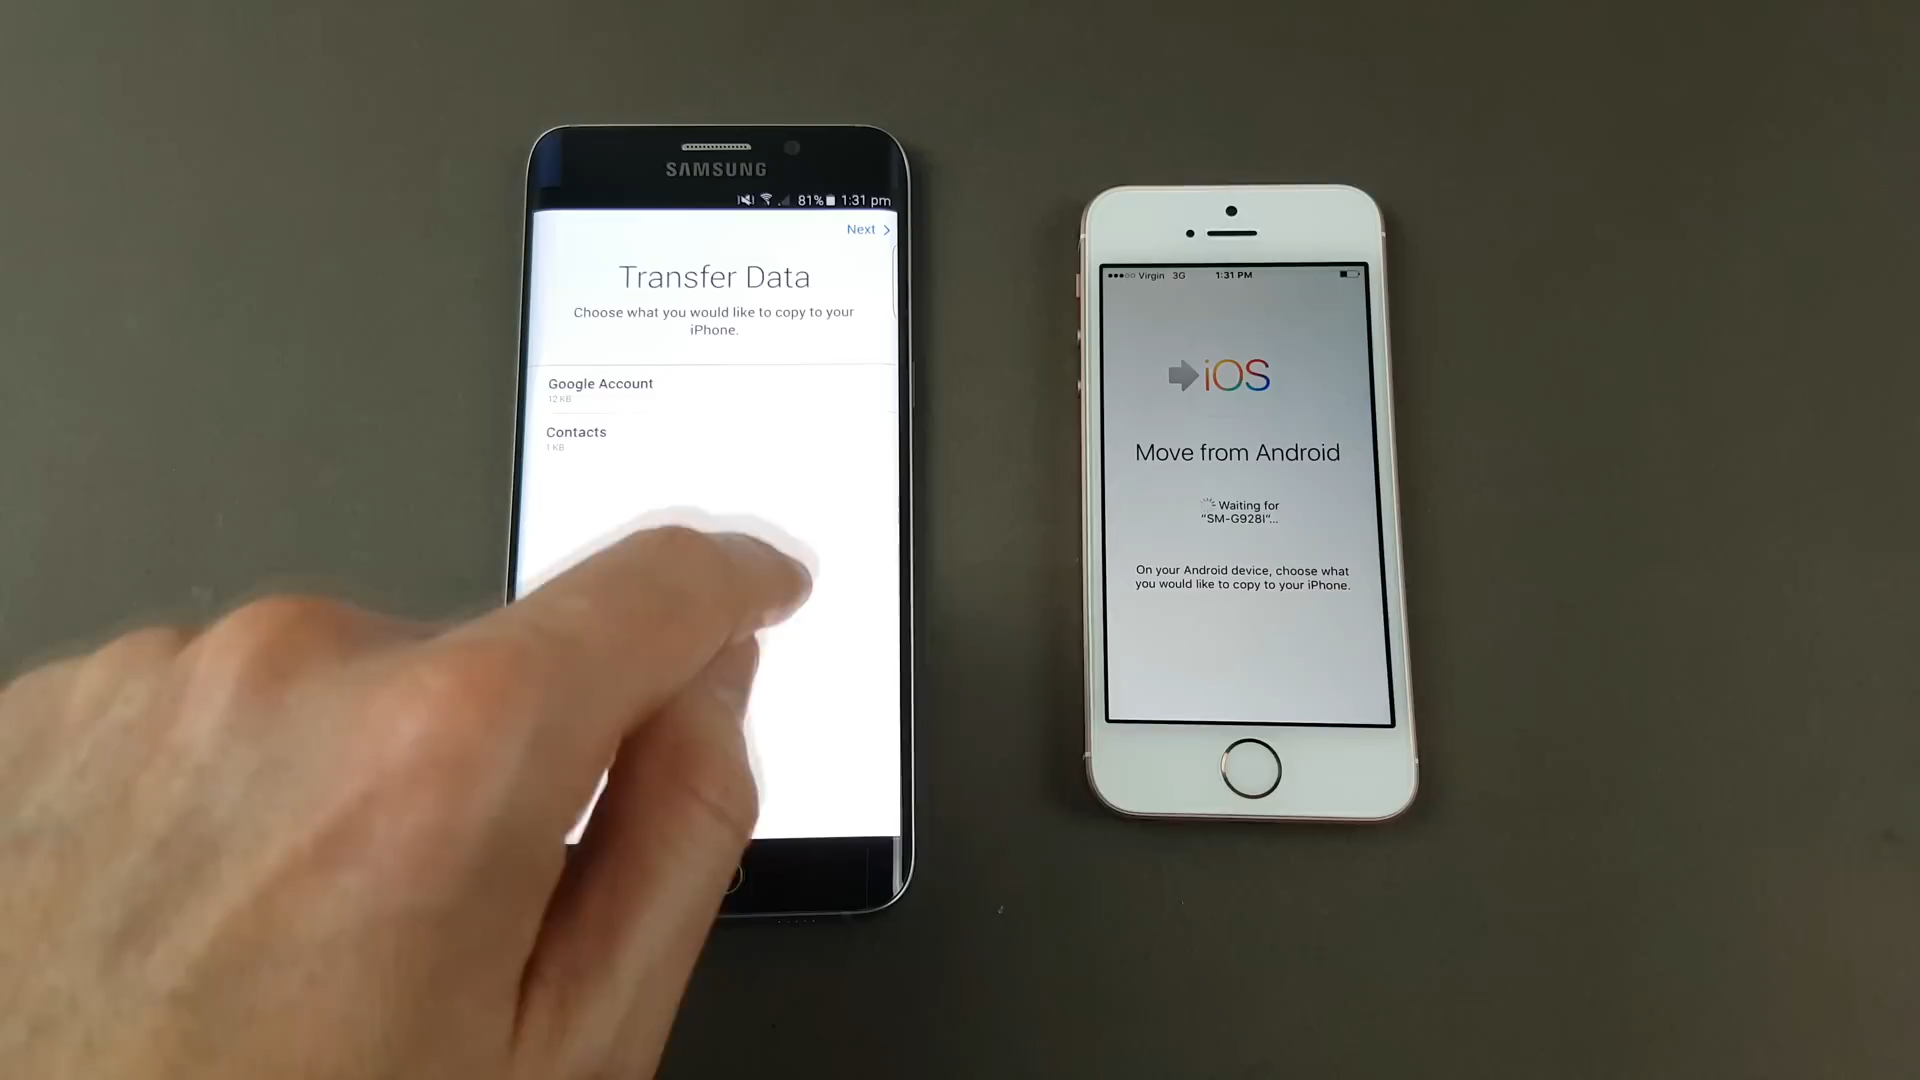 SAMSUNG
81% 1:31 pm
Next >
Transfer Data
Choose what you would like to copy to your
iPhone.
Google Account
12 KB
Contacts
1 KB
Virgin 3G 1:31 PM
iOS
Move from Android
Waiting for
"SM-G928I"...
On your Android device, choose what
you would like to copy to your iPhone.